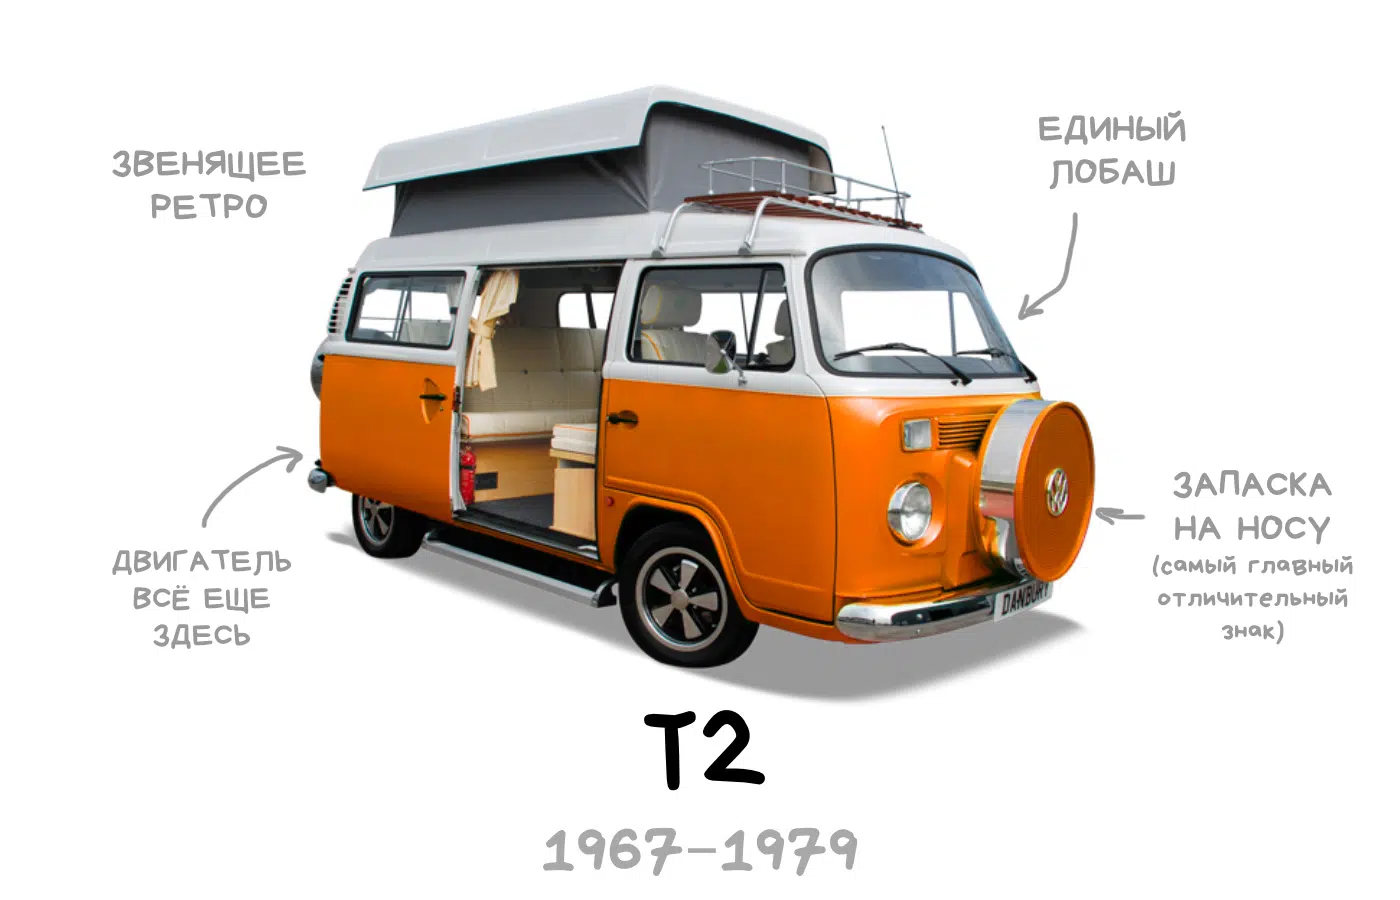 ЗВЕНЯЩЕЕ
РЕТРО
ЕДИНЫЙ
ЛОБАШ
ДВИГАТЕЛЬ
ВСЁ ЕЩЕ
ЗДЕСЬ
ЗАПАСКА
НА НОСУ
(самый главный
отличительный
знак)
DANBURY
T2
1967–1979